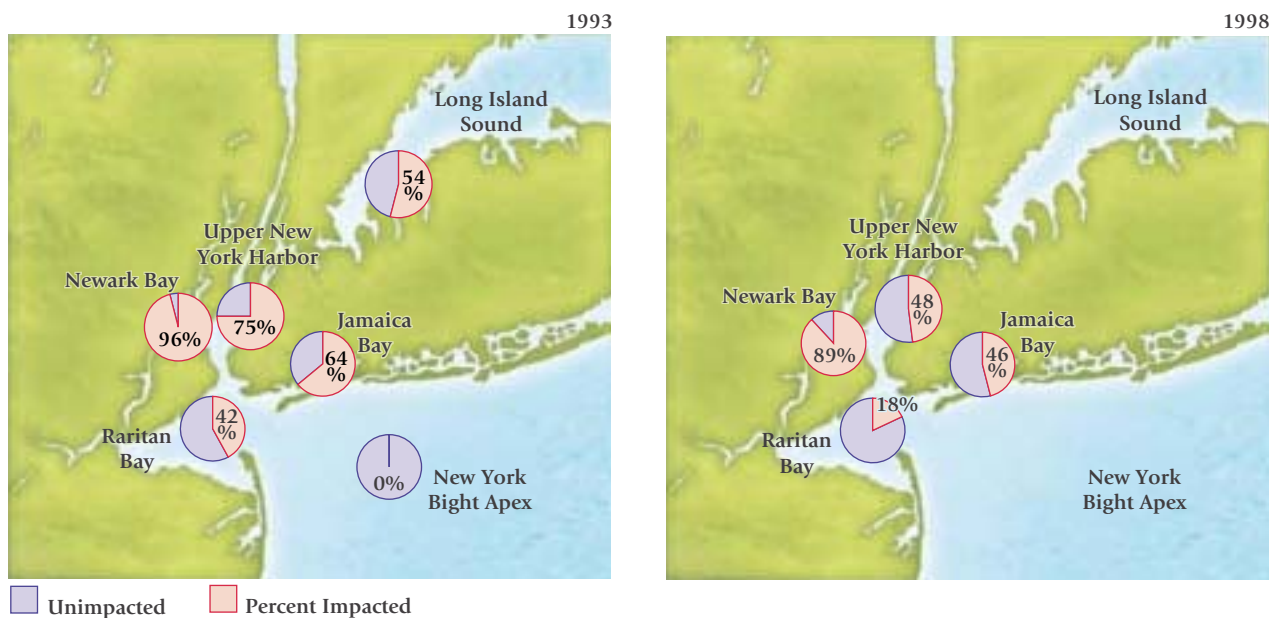 1993
Long Island
Sound
54
%
Upper New
York Harbor
Newark Bay
96%
75%
Jamaica
Bay
64
%
42
%
Raritan
Bay
0%
New York
Bight Apex
Unimpacted
Percent Impacted
1998
Long Island
Sound
Upper New
York Harbor
Newark Bay
48
%
89%
Jamaica
Bay
46
%
18%
Raritan
Bay
New York
Bight Apex